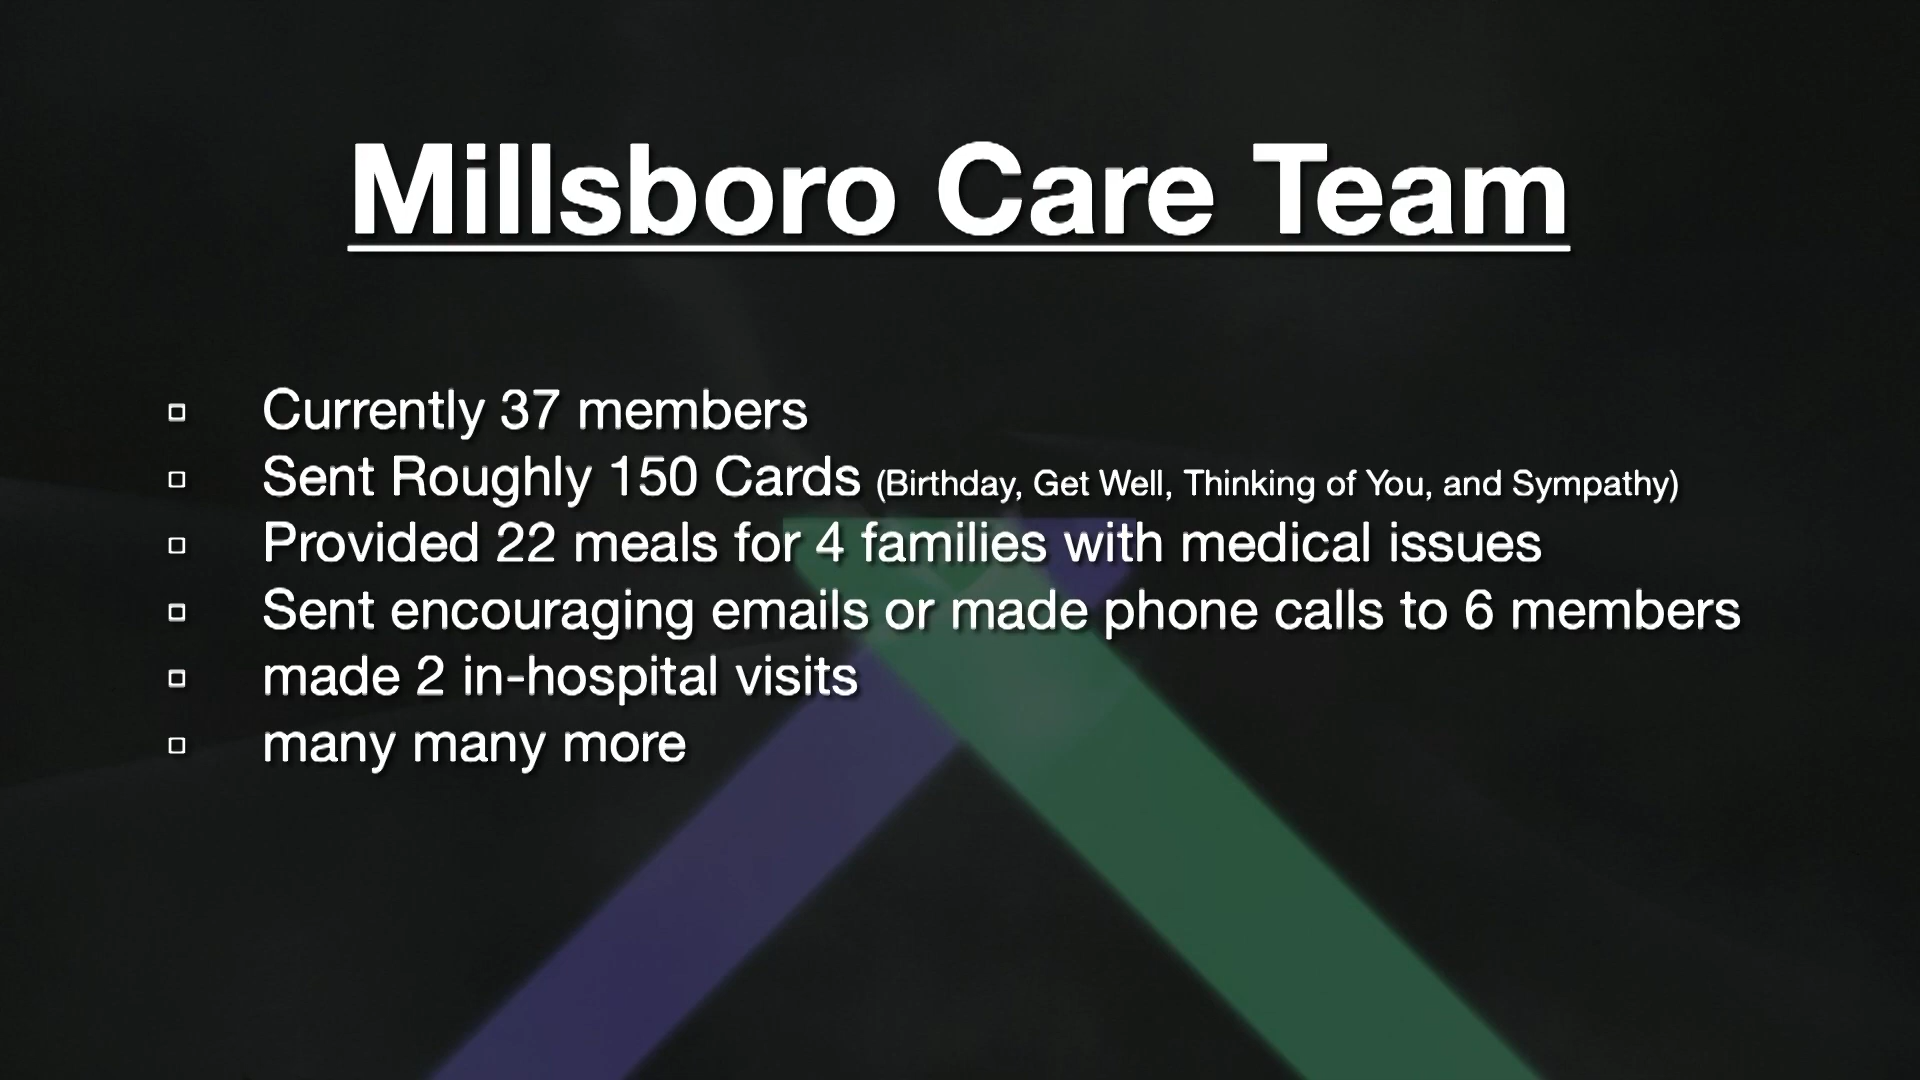 Millsboro Care Team
Currently 37 members
Sent Roughly 150 Cards (Birthday, Get Well, Thinking of You, and Sympathy)
Provided 22 meals for 4 families with medical issues
Sent encouraging emails or made phone calls to 6 members
made 2 in-hospital visits
many many more